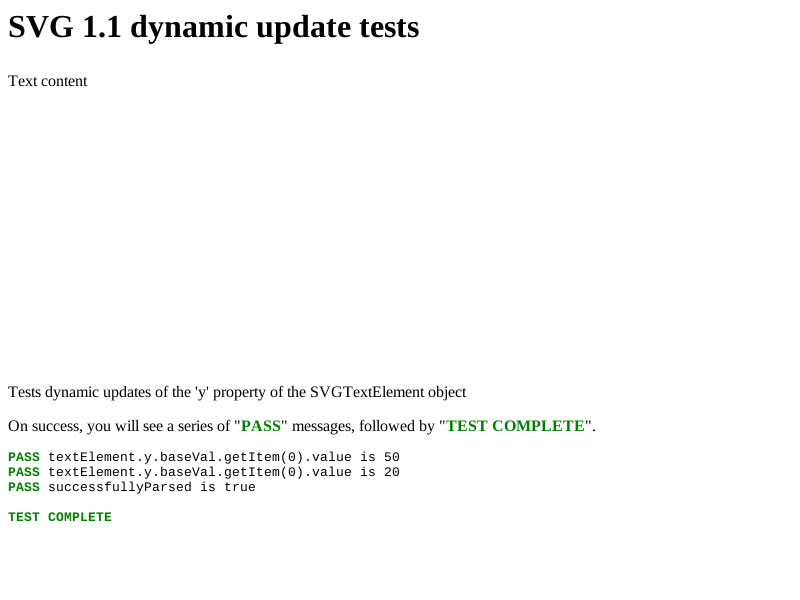 SVG 1.1 dynamic update tests
Text content
Tests dynamic updates of the 'y' property of the SVGTextElement object
On success, you will see a series of "PASS" messages, followed by "TEST COMPLETE".
PASS textElement.y.baseVal.getItem(0).value is 50
PASS textElement.y.baseVal.getItem(0).value is 20
PASS successfullyParsed is true
TEST COMPLETE